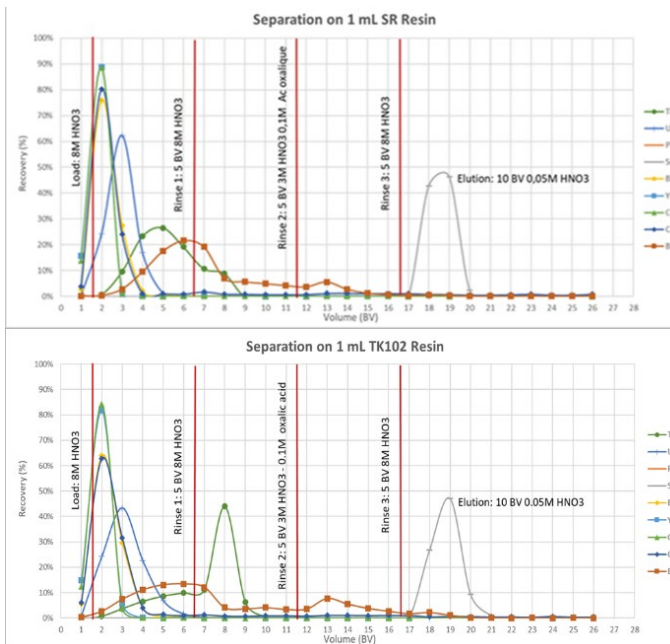 Separation on 1 mL SR Resin
100%
90%
80%
70%
60%
50%
40%
30%
20%
10%
0%
Recovery (%)
Load: 8M HNO3
Rinse 1: 5 BV 8M HNO3
Rinse 2: 5 BV 3M HNO3 0,1M Ac oxalique
Rinse 3: 5 BV 8M HNO3
Elution: 10 BV 0,05M HNO3
0 1 2 3 4 5 6 7 8 9 10 11 12 13 14 15 16 17 18 19 20 21 22 23 24 25 26 27 28
Volume (BV)
T
U
P
S
B
Y
C
C
B
Separation on 1 mL TK102 Resin
100%
90%
80%
70%
60%
50%
40%
30%
20%
10%
0%
Recovery (%)
Load: 8M HNO3
Rinse 1: 5 BV 8M HNO3
Rinse 2: 5 BV 3M HNO3 - 0.1M oxalic acid
Rinse 3: 5 BV 8M HNO3
Elution: 10 BV 0.05M HNO3
0 1 2 3 4 5 6 7 8 9 10 11 12 13 14 15 16 17 18 19 20 21 22 23 24 25 26 27 28
Volume (BV)